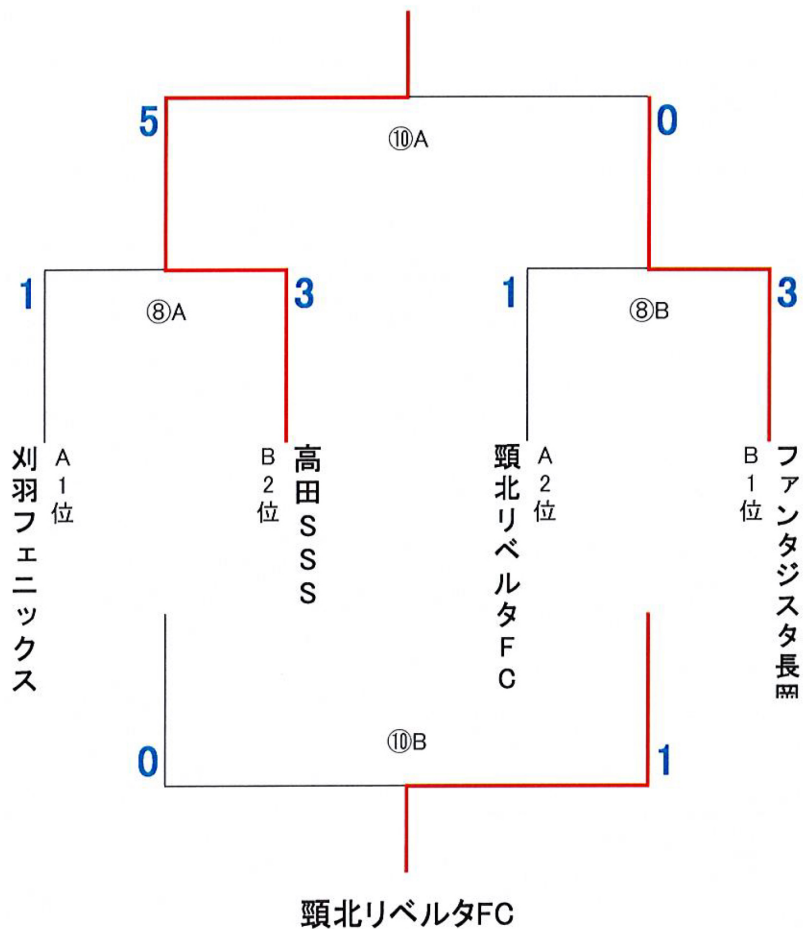 5
0
⑩A
1
3
1
3
⑧A
⑧B
刈羽フェニックス
A1位
B2位
高田SSS
頸北リベルタFC
A2位
B1位
ファンタジスタ長岡
⑩B
0
1
頸北リベルタFC